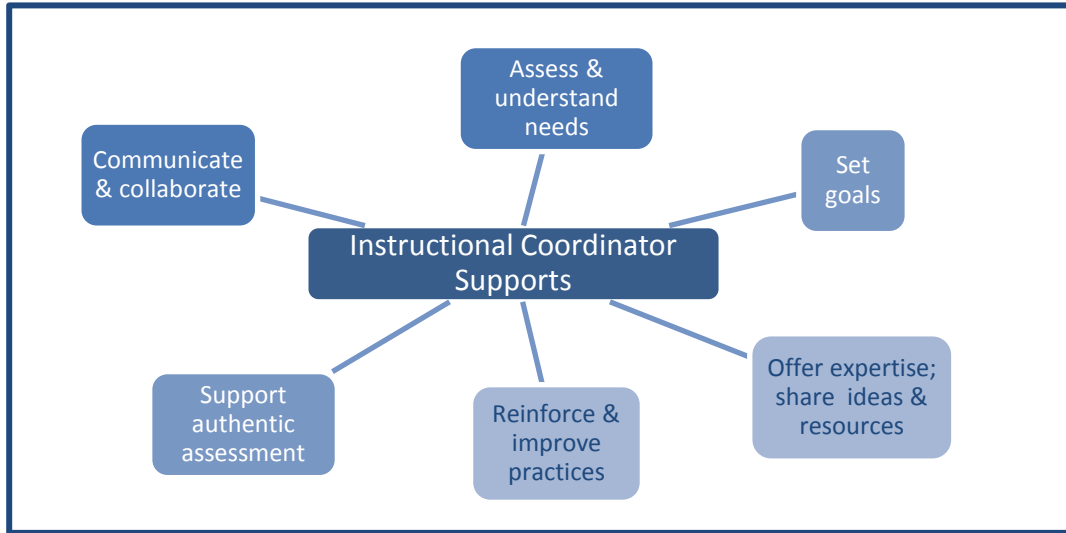 Assess &
understand
needs
Communicate
& collaborate
Set
goals
Instructional Coordinator
Supports
Offer expertise;
share ideas &
resources
Support
authentic
assessment
Reinforce &
improve
practices